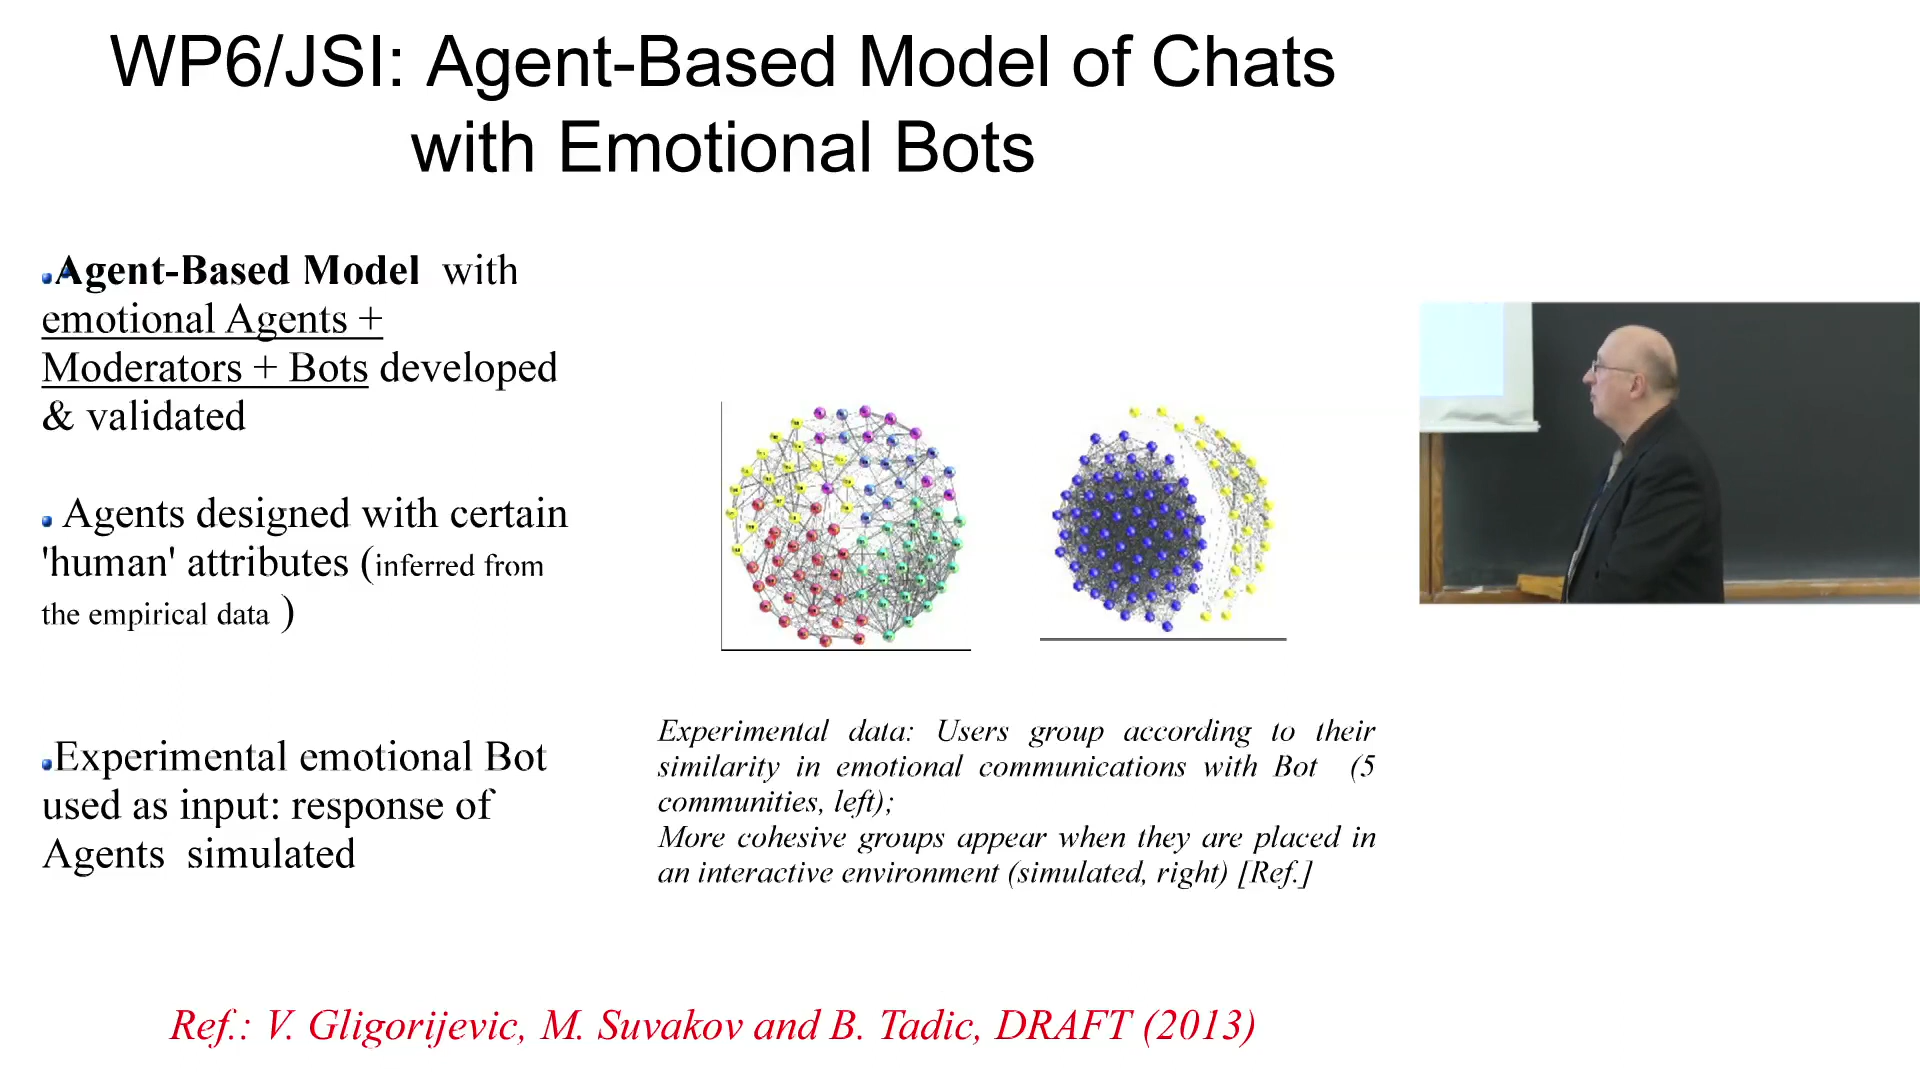 WP6/JSI: Agent-Based Model of Chats
with Emotional Bots
Agent-Based Model with
emotional Agents +
Moderators + Bots developed
& validated
Agents designed with certain
'human' attributes (inferred from
the empirical data )
Experimental emotional Bot
used as input: response of
Agents simulated
Experimental data: Users group according to their
similarity in emotional communications with Bot (5
communities, left);
More cohesive groups appear when they are placed in
an interactive environment (simulated, right) [Ref.]
Ref.: V. Gligorijevic, M. Suvakov and B. Tadic, DRAFT (2013)